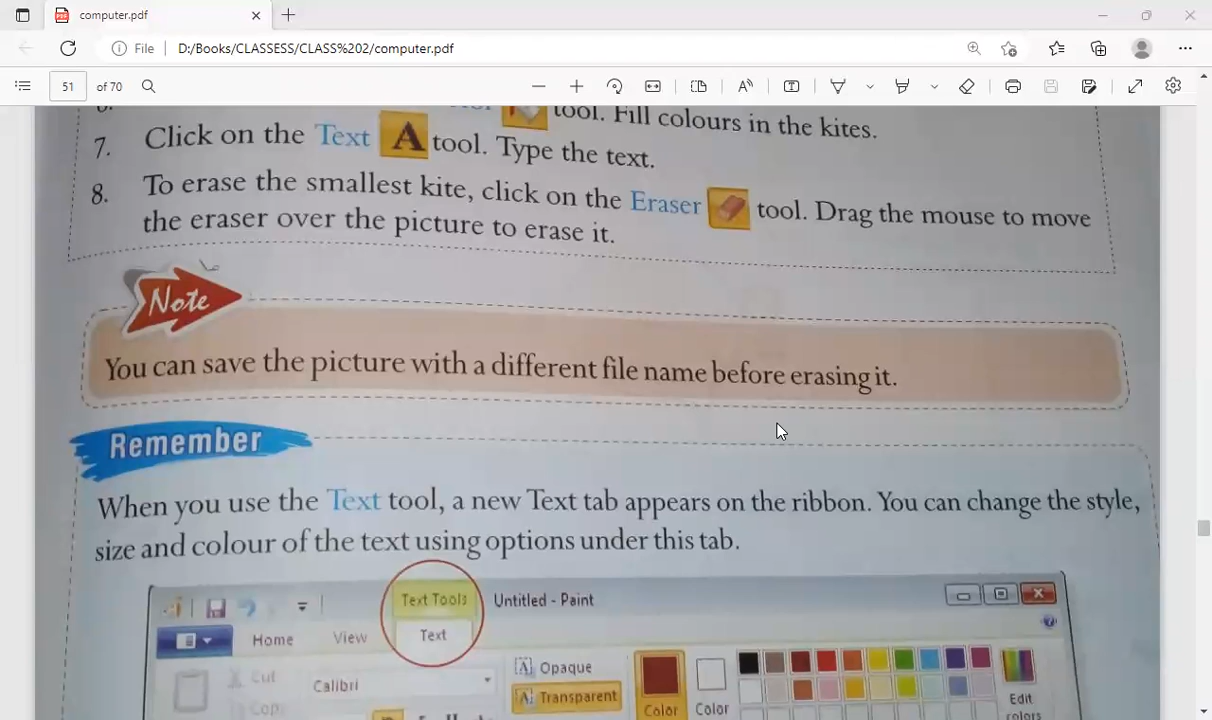 computer.pdf
File D:/Books/CLASSESS/CLASS%202/computer.pdf
51 of 70
tool. Fill colours in the kites.
7. Click on the Text A tool. Type the text.
8. To erase the smallest kite, click on the Eraser tool. Drag the mouse to move
the eraser over the picture to erase it.
Note
You can save the picture with a different file name before erasing it.
Remember
When you use the Text tool, a new Text tab appears on the ribbon. You can change the style,
size and colour of the text using options under this tab.
Text Tools Untitled - Paint
Home View Text
Cut
Copy
Calibri
A Opaque
A Transparent
Color
Color
Edit
colors